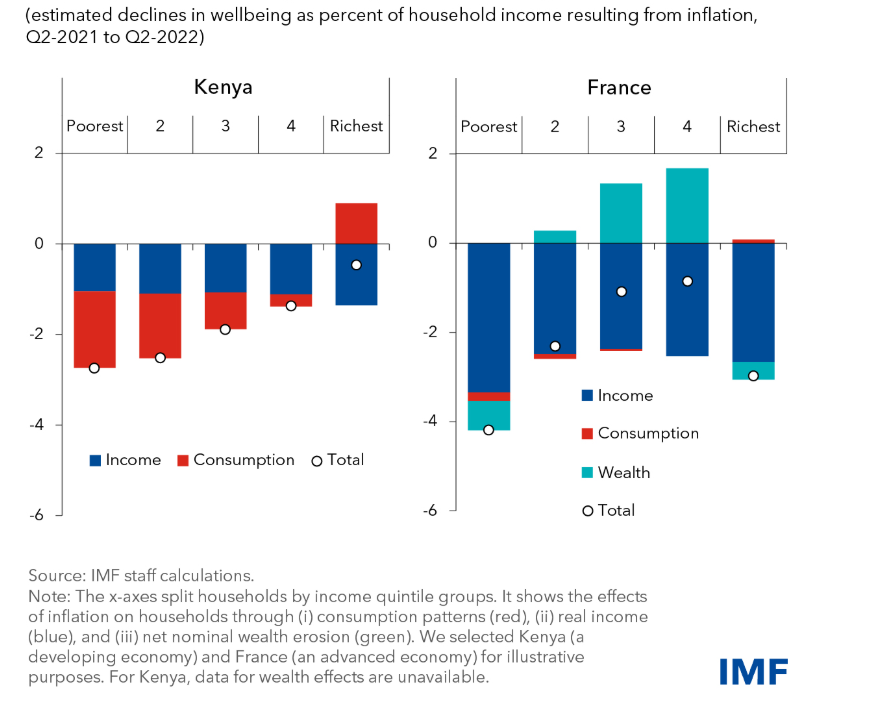 (estimated declines in wellbeing as percent of household income resulting from inflation,
Q2-2021 to Q2-2022)
Kenya
Poorest 2 3 4 Richest
2
0
-2
-4
-6
Income Consumption Total
France
Poorest 2 3 4 Richest
2
0
-2
-4
-6
Income
Consumption
Wealth
Total
Source: IMF staff calculations.
Note: The x-axes split households by income quintile groups. It shows the effects
of inflation on households through (i) consumption patterns (red), (ii) real income
(blue), and (iii) net nominal wealth erosion (green). We selected Kenya (a
developing economy) and France (an advanced economy) for illustrative
purposes. For Kenya, data for wealth effects are unavailable.
IMF